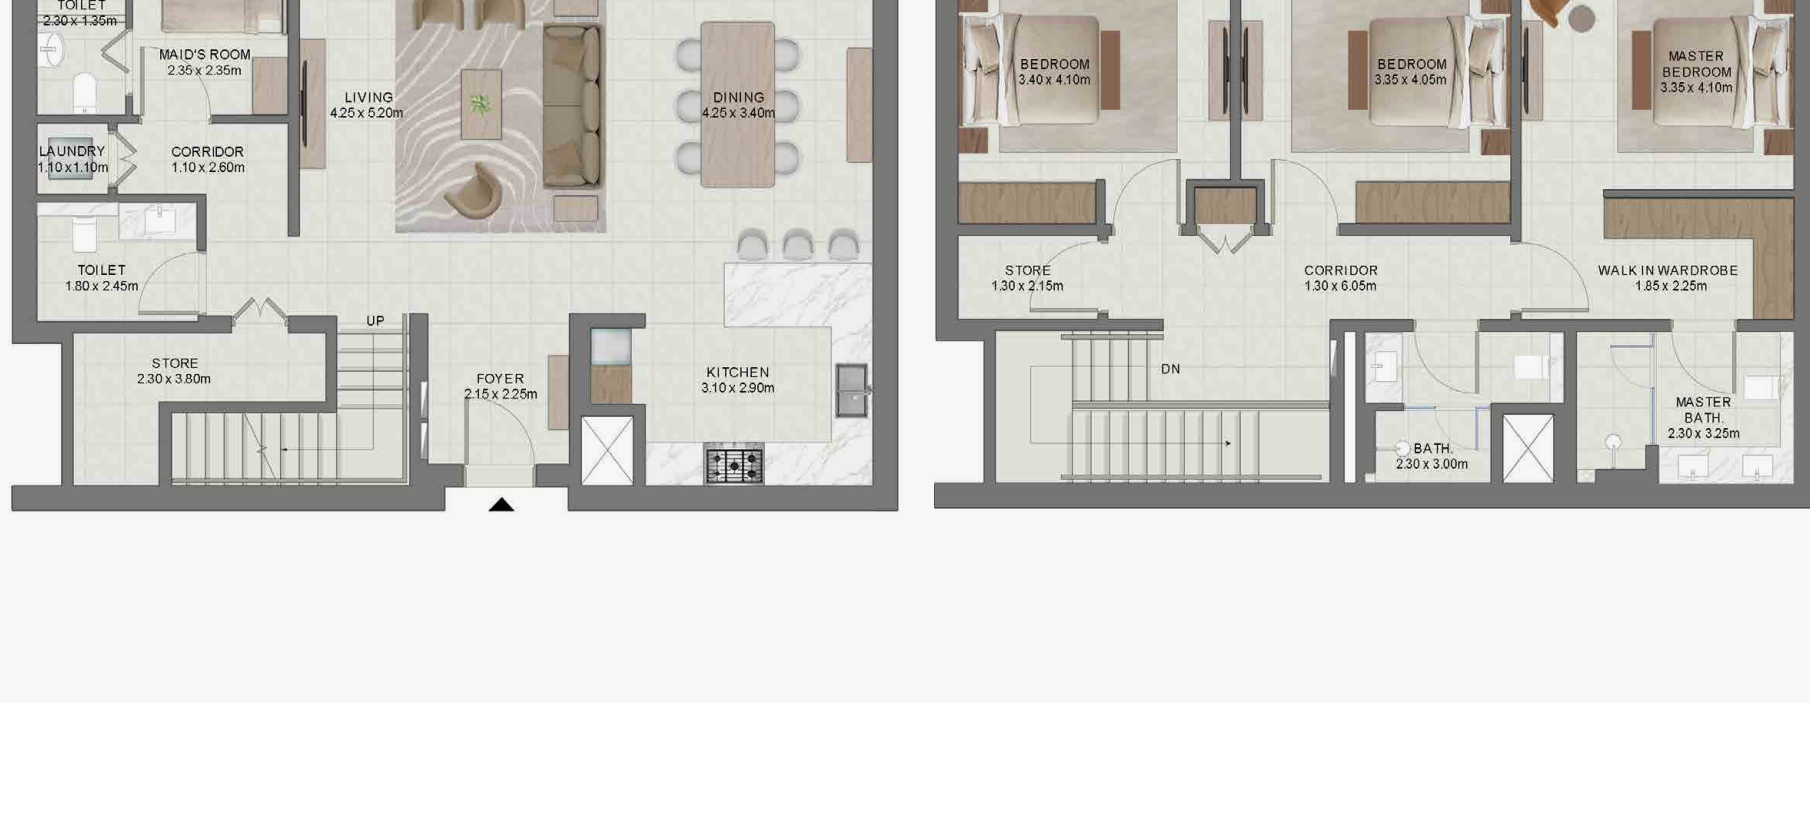 TOILET
2.30 x 1.35m
MAID'S ROOM
2.35 x 2.35m
LIVING
4.25 x 5.20m
DINING
4.25 x 3.40m
LAUNDRY
1.10 x 1.10m
CORRIDOR
1.10 x 2.60m
TOILET
1.80 x 2.45m
UP
STORE
2.30 x 3.80m
FOYER
2.15 x 2.25m
KITCHEN
3.10 x 2.90m
BEDROOM
3.40 x 4.10m
BEDROOM
3.35 x 4.05m
MASTER
BEDROOM
3.35 x 4.10m
STORE
1.30 x 2.15m
CORRIDOR
1.30 x 6.05m
WALK IN WARDROBE
1.85 x 2.25m
DN
BATH.
2.30 x 3.00m
MASTER
BATH.
2.30 x 3.25m